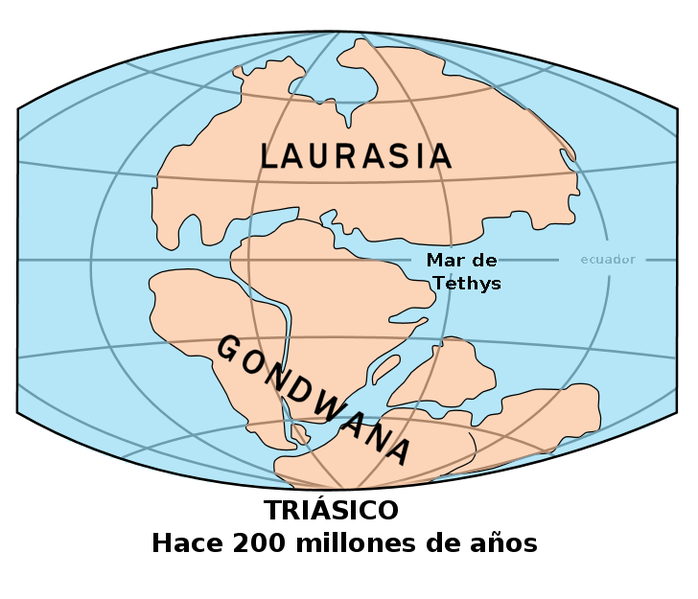 LAURASIA
Mar de
Tethys
ecuador
GONDWANA
TRIÁSICO
Hace 200 millones de años